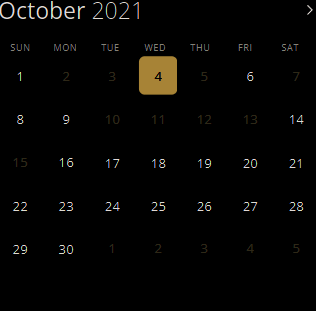 October 2021 >
SUN MON TUE WED THU FRI SAT
1 2 3 4 5 6 7
8 9 10 11 12 13 14
15 16 17 18 19 20 21
22 23 24 25 26 27 28
29 30 1 2 3 4 5